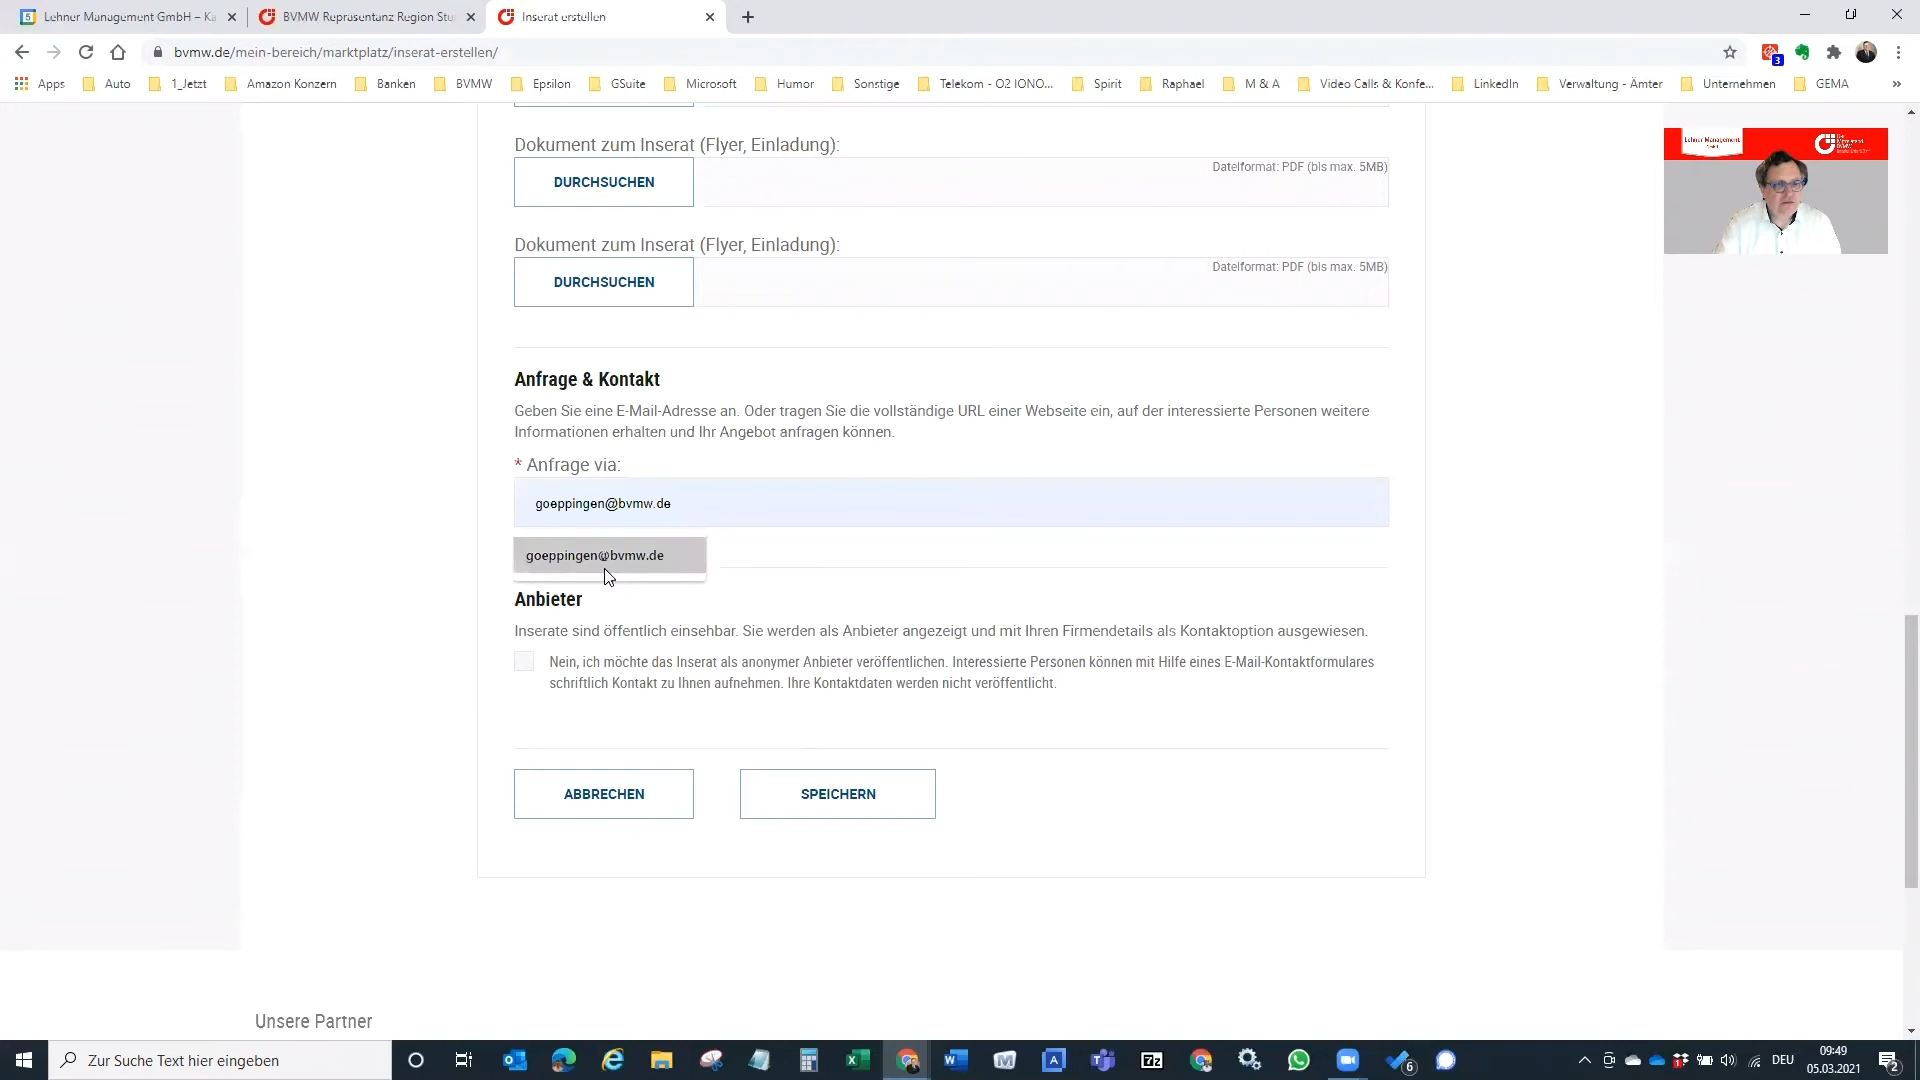 Lehner Management GmbH – Ka
BVMW Repräsentanz Region Stu
Inserat erstellen
bvmw.de/mein-bereich/marktplatz/inserat-erstellen/
3
Apps
Auto
1_Jetzt
Amazon Konzern
Banken
BVMW
Epsilon
GSuite
Microsoft
Humor
Sonstige
Telekom - O2 IONO...
Spirit
Raphael
M & A
Video Calls & Konfe...
LinkedIn
Verwaltung - Ämter
Unternehmen
GEMA
»
Lehner Management
Dokument zum Inserat (Flyer, Einladung):
DURCHSUCHEN
Dateiformat: PDF (bis max. 5MB)
Dokument zum Inserat (Flyer, Einladung):
DURCHSUCHEN
Dateiformat: PDF (bis max. 5MB)
Anfrage & Kontakt
Geben Sie eine E-Mail-Adresse an. Oder tragen Sie die vollständige URL einer Webseite ein, auf der interessierte Personen weitere
Informationen erhalten und Ihr Angebot anfragen können.
* Anfrage via:
goeppingen@bvmw.de
goeppingen@bvmw.de
Anbieter
Inserate sind öffentlich einsehbar. Sie werden als Anbieter angezeigt und mit Ihren Firmendetails als Kontaktoption ausgewiesen.
Nein, ich möchte das Inserat als anonymer Anbieter veröffentlichen. Interessierte Personen können mit Hilfe eines E-Mail-Kontaktformulares
schriftlich Kontakt zu Ihnen aufnehmen. Ihre Kontaktdaten werden nicht veröffentlicht.
ABBRECHEN
SPEICHERN
Unsere Partner
Zur Suche Text hier eingeben
7z
6
DEU
09:49
05.03.2021
2